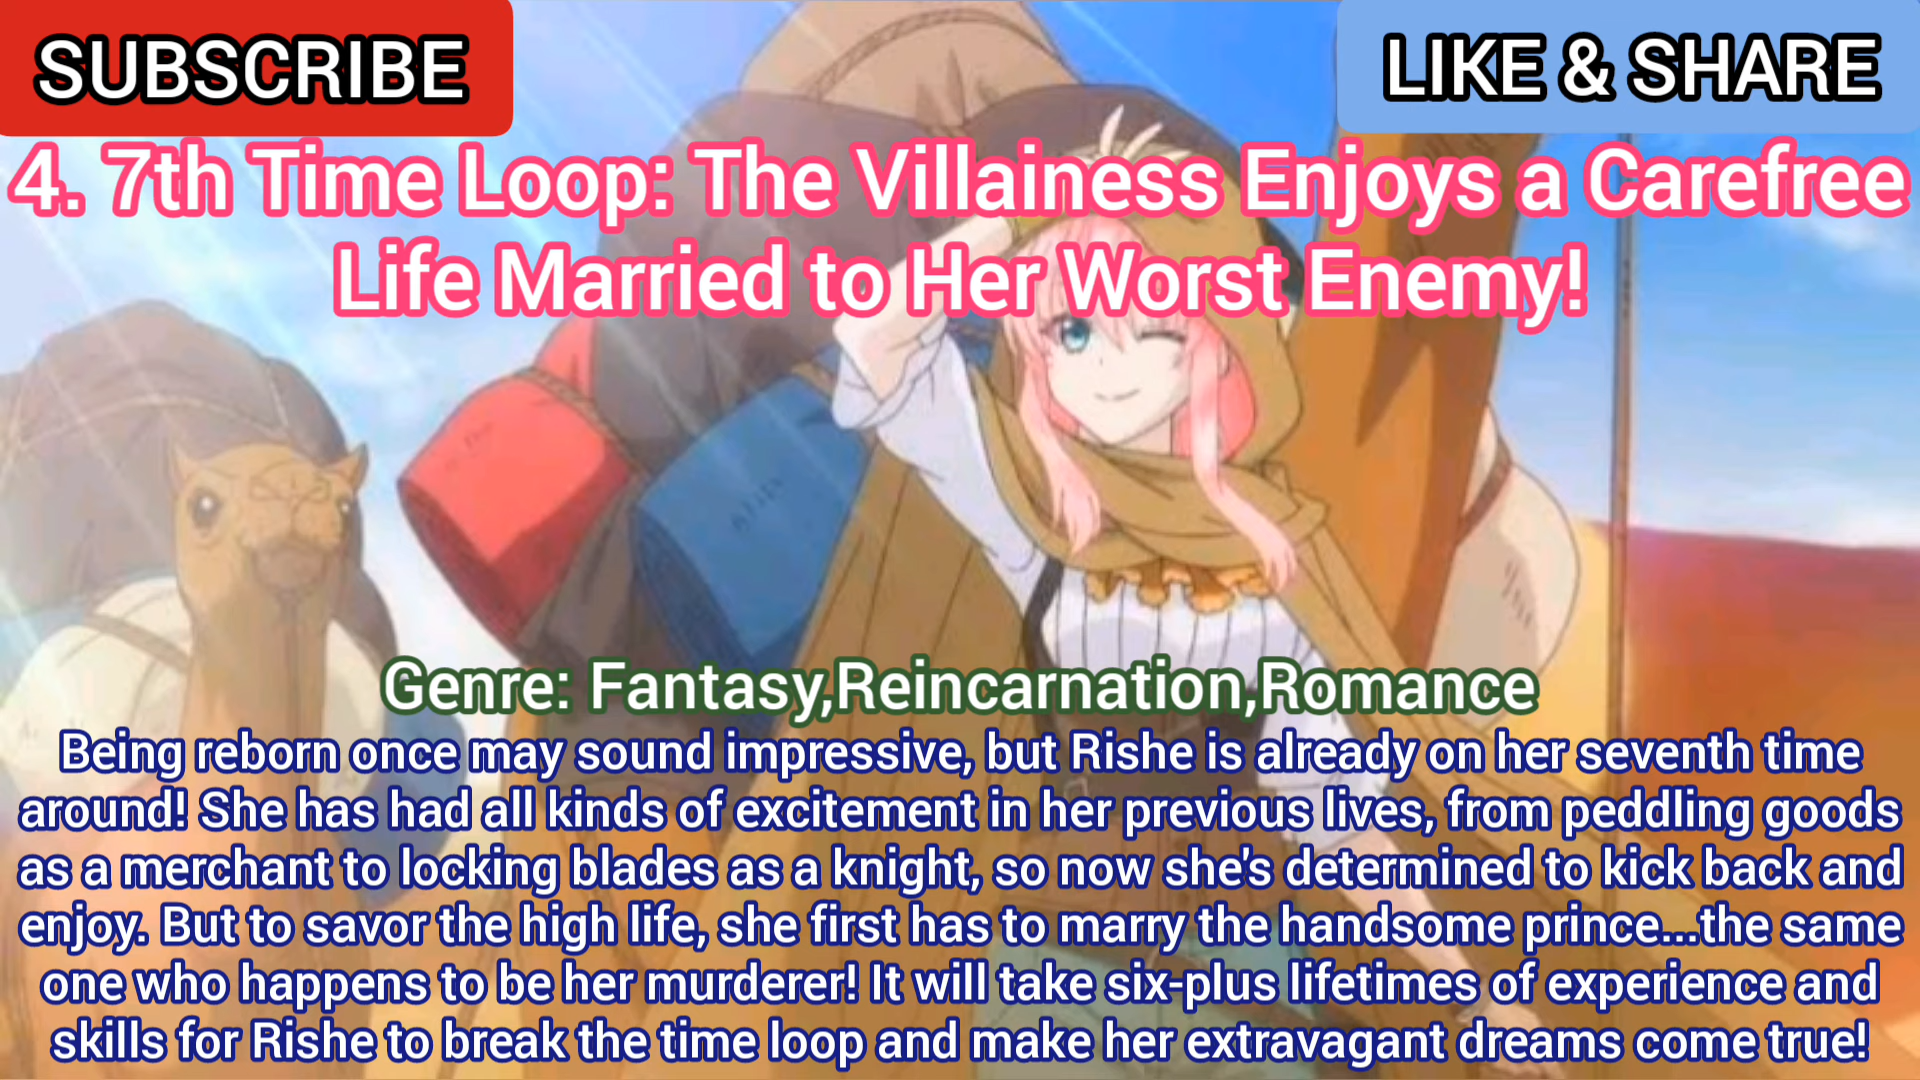 SUBSCRIBE
LIKE & SHARE
4. 7th Time Loop: The Villainess Enjoys a Carefree
Life Married to Her Worst Enemy!
Genre: Fantasy,Reincarnation,Romance
Being reborn once may sound impressive, but Rishe is already on her seventh time
around! She has had all kinds of excitement in her previous lives, from peddling goods
as a merchant to locking blades as a knight, so now she's determined to kick back and
enjoy. But to savor the high life, she first has to marry the handsome prince...the same
one who happens to be her murderer! It will take six-plus lifetimes of experience and
skills for Rishe to break the time loop and make her extravagant dreams come true!